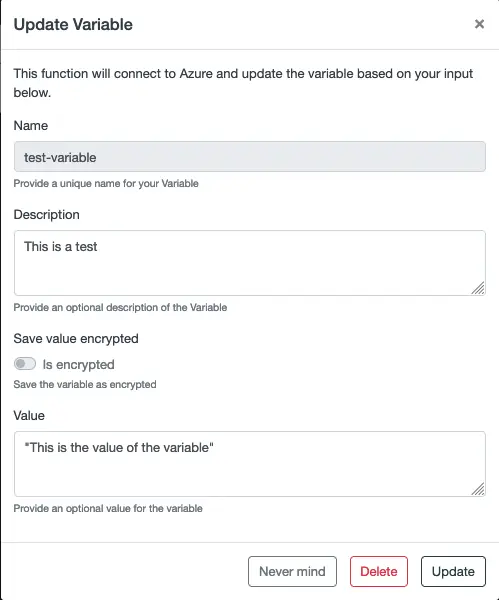 Update Variable
×
This function will connect to Azure and update the variable based on your input
below.
Name
test-variable
Provide a unique name for your Variable
Description
This is a test
Provide an optional description of the Variable
Save value encrypted
Is encrypted
Save the variable as encrypted
Value
"This is the value of the variable"
Provide an optional value for the variable
Never mind
Delete
Update